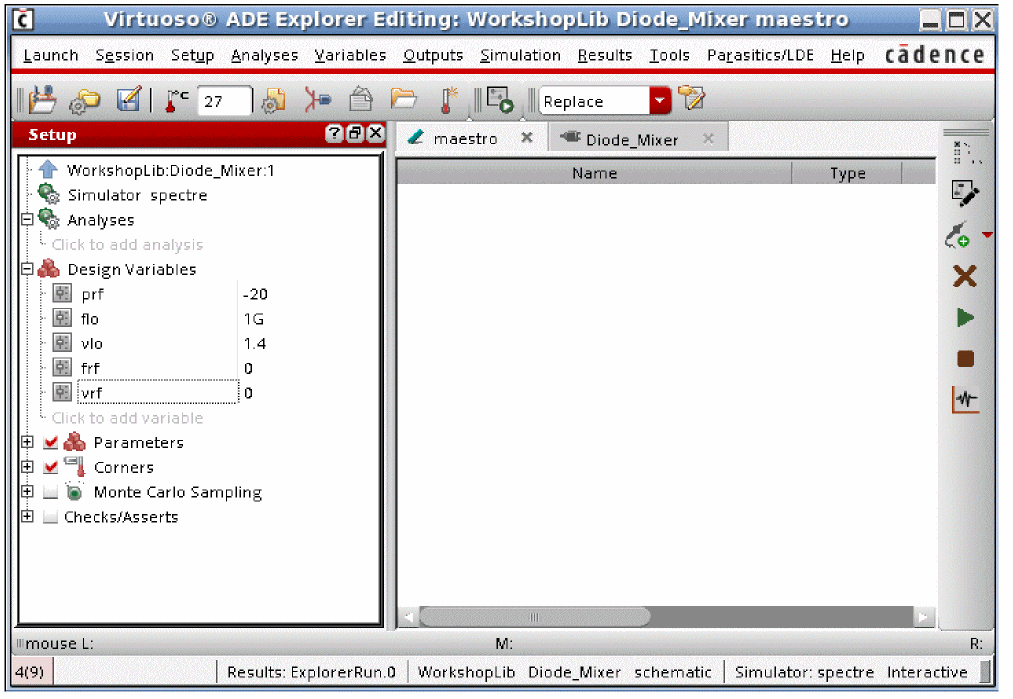 Virtuoso® ADE Explorer Editing: WorkshopLib Diode_Mixer maestro
Launch Session Setup Analyses Variables Outputs Simulation Results Tools Parasitics/LDE Help cādence
°C 27 Replace
Setup
maestro Diode_Mixer
Name Type
WorkshopLib:Diode_Mixer:1
Simulator spectre
Analyses
Click to add analysis
Design Variables
prf -20
flo 1G
vlo 1.4
frf 0
vrf 0
Click to add variable
Parameters
Corners
Monte Carlo Sampling
Checks/Asserts
mouse L: M: R:
4(9) Results: ExplorerRun.0 WorkshopLib Diode_Mixer schematic Simulator: spectre Interactive